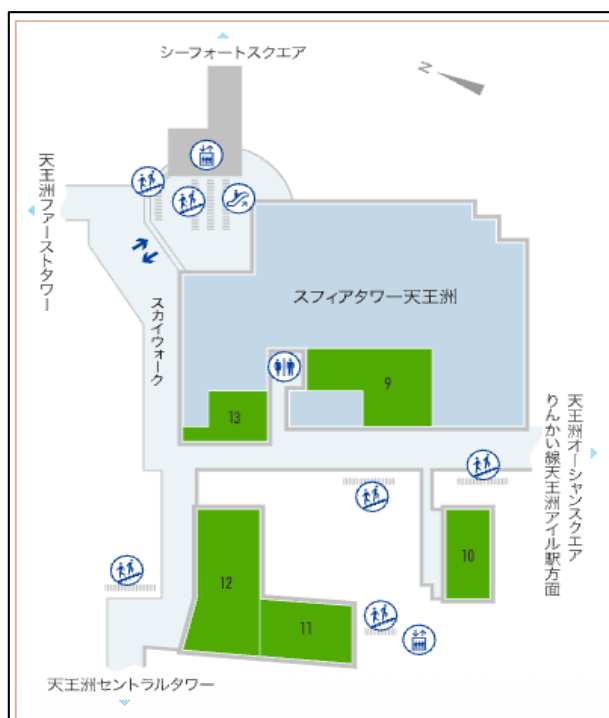 シーフォートスクエア
N
天王洲ファーストタワー
スカイウォーク
スフィアタワー天王洲
9
13
天王洲オーシャンスクエア
りんかい線天王洲アイル駅方面
10
12
11
天王洲セントラルタワー